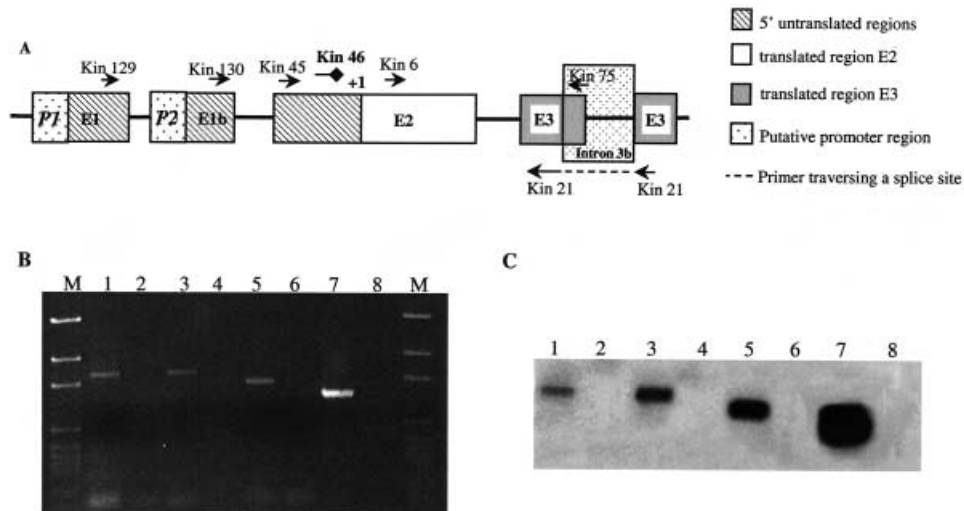 A
Kin 129
Kin 130
Kin 45
Kin 46
+1
Kin 6
Kin 75
P1
E1
P2
E1b
E2
E3
E3
Intron 3b
Kin 21
Kin 21
5' untranslated regions
translated region E2
translated region E3
Putative promoter region
Primer traversing a splice site
B
M 1 2 3 4 5 6 7 8 M
C
1 2 3 4 5 6 7 8